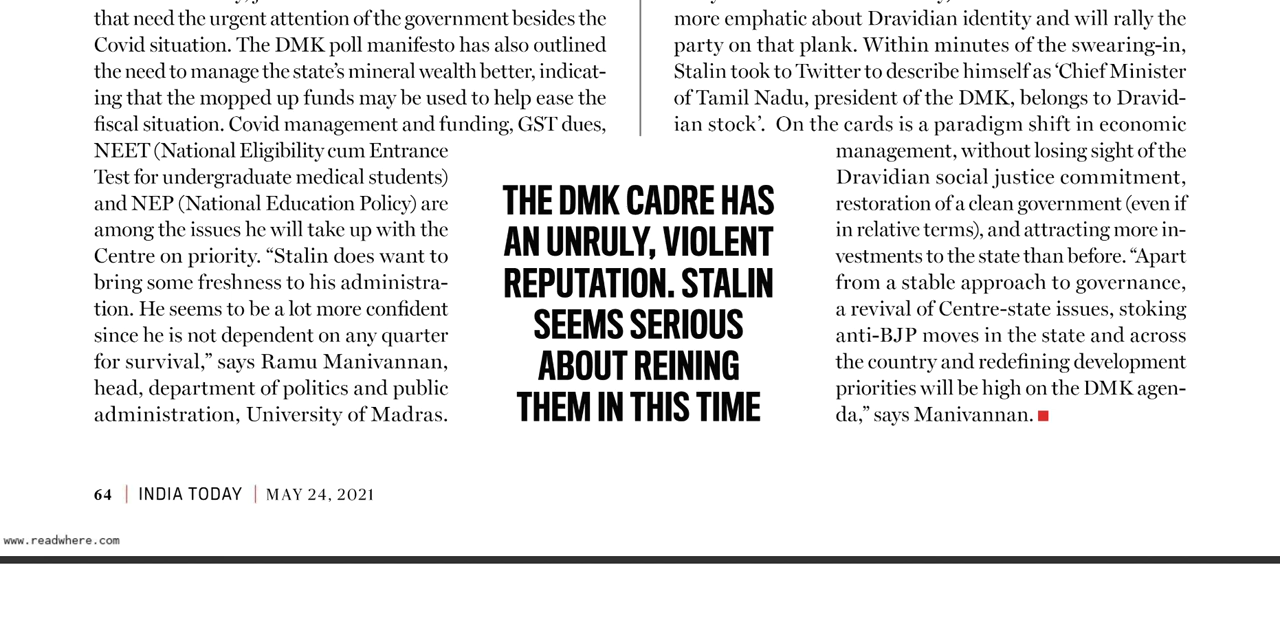 that need the urgent attention of the government besides the
Covid situation. The DMK poll manifesto has also outlined
the need to manage the state’s mineral wealth better, indicat-
ing that the mopped up funds may be used to help ease the
fiscal situation. Covid management and funding, GST dues,
NEET (National Eligibility cum Entrance
Test for undergraduate medical students)
and NEP (National Education Policy) are
among the issues he will take up with the
Centre on priority. “Stalin does want to
bring some freshness to his administra-
tion. He seems to be a lot more confident
since he is not dependent on any quarter
for survival,” says Ramu Manivannan,
head, department of politics and public
administration, University of Madras.
THE DMK CADRE HAS
AN UNRULY, VIOLENT
REPUTATION. STALIN
SEEMS SERIOUS
ABOUT REINING
THEM IN THIS TIME
more emphatic about Dravidian identity and will rally the
party on that plank. Within minutes of the swearing-in,
Stalin took to Twitter to describe himself as ‘Chief Minister
of Tamil Nadu, president of the DMK, belongs to Dravid-
ian stock’. On the cards is a paradigm shift in economic
management, without losing sight of the
Dravidian social justice commitment,
restoration of a clean government (even if
in relative terms), and attracting more in-
vestments to the state than before. “Apart
from a stable approach to governance,
a revival of Centre-state issues, stoking
anti-BJP moves in the state and across
the country and redefining development
priorities will be high on the DMK agen-
da,” says Manivannan.
64 | INDIA TODAY | MAY 24, 2021
www.readwhere.com